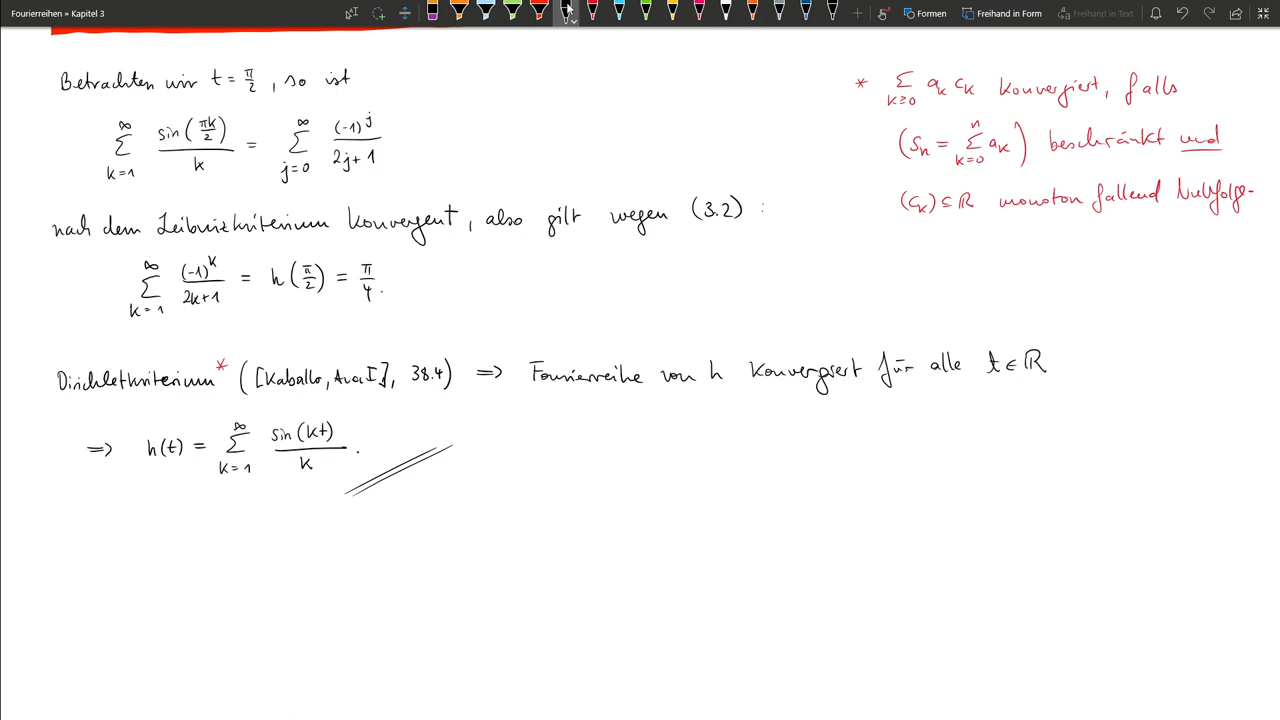 Fourierreihen » Kapitel 3
Formen
Freihand in Form
Freihand in Text
Betrachten wir t = π/2, so ist
∑_{k=1}^{∞} sin(πk/2)/k = ∑_{j=0}^{∞} (-1)^j/(2j+1)
nach dem Leibnizkriterium konvergent, also gilt wegen (3.2) :
∑_{k=1}^{∞} (-1)^k/(2k+1) = h(π/2) = π/4.
* ∑_{k≥0} a_k c_k konvergiert, falls
(S_n = ∑_{k=0}^{n} a_k) beschränkt und
(c_k) ⊆ ℝ monoton fallend Nullfolge.
Dirichletkriterium* ([Kaballo, Ana I], 38.4) ⟹ Fourierreihe von h konvergiert für alle t ∈ ℝ
⟹ h(t) = ∑_{k=1}^{∞} sin(kt)/k .